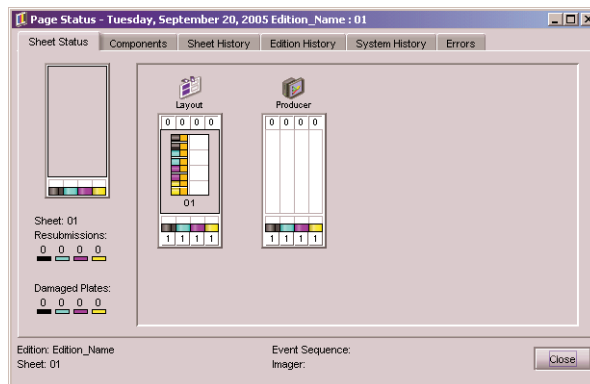 Page Status - Tuesday, September 20, 2005 Edition_Name : 01
Sheet Status Components Sheet History Edition History System History Errors
Layout Producer
0 0 0 0 0 0 0 0
01
1 1 1 1 1 1 1 1
Sheet: 01
Resubmissions:
0 0 0 0
Damaged Plates:
0 0 0 0
Edition: Edition_Name Event Sequence:
Sheet: 01 Imager:
Close